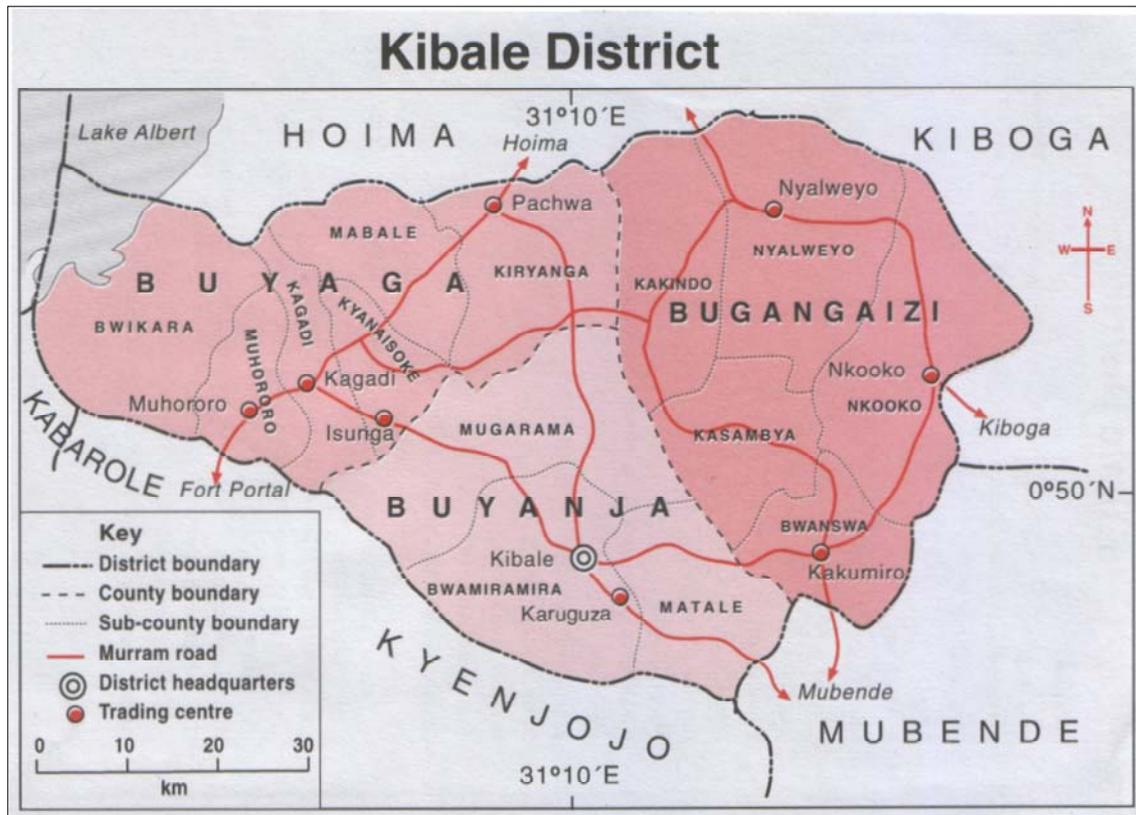 Kibale District
31°10´E
Lake Albert
HOIMA
Hoima
KIBOGA
Pachwa
Nyalweyo
N
W E
S
MABALE
NYALWEYO
KIRYANGA
BUYAGA
KAGADI
KAKINDO
KYANAISOKE
BUGANGAIZI
BWIKARA
MUHORORO
Kagadi
Nkooko
Muhororo
NKOOKO
Isunga
MUGARAMA
KASAMBYA
Kiboga
KABAROLE
Fort Portal
0°50´N
BUYANJA
BWANSWA
Kibale
Kakumiro
BWAMIRAMIRA
Karuguza
MATALE
KYENJOJO
Mubende
MUBENDE
31°10´E
Key
District boundary
County boundary
Sub-county boundary
Murram road
District headquarters
Trading centre
0 10 20 30
km